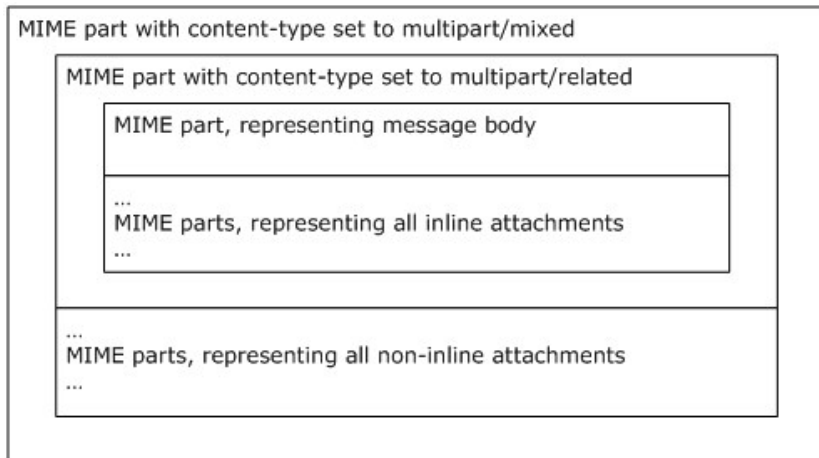 MIME part with content-type set to multipart/mixed
MIME part with content-type set to multipart/related
MIME part, representing message body
...
MIME parts, representing all inline attachments
...
...
MIME parts, representing all non-inline attachments
...